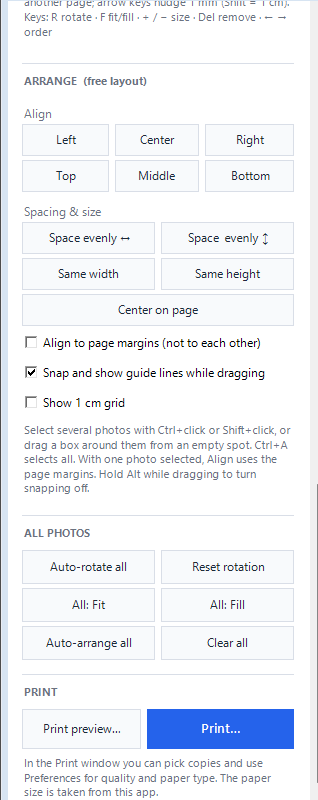 another page; arrow keys nudge 1 mm (Shift = 1 cm).
Keys: R rotate · F fit/fill · + / − size · Del remove · ← →
order
ARRANGE (free layout)
Align
Left Center Right
Top Middle Bottom
Spacing & size
Space evenly ↔ Space evenly ↕
Same width Same height
Center on page
Align to page margins (not to each other)
Snap and show guide lines while dragging
Show 1 cm grid
Select several photos with Ctrl+click or Shift+click, or
drag a box around them from an empty spot. Ctrl+A
selects all. With one photo selected, Align uses the
page margins. Hold Alt while dragging to turn
snapping off.
ALL PHOTOS
Auto-rotate all Reset rotation
All: Fit All: Fill
Auto-arrange all Clear all
PRINT
Print preview... Print...
In the Print window you can pick copies and use
Preferences for quality and paper type. The paper
size is taken from this app.